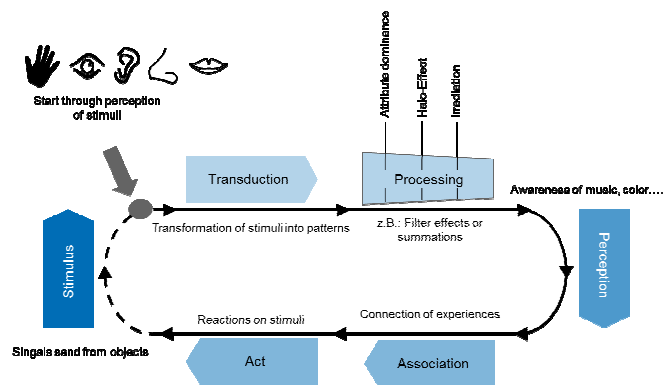 Attribute dominance
Halo-Effect
Irradiation
Start through perception
of stimuli
Transduction
Processing
Awareness of music, color....
Transformation of stimuli into patterns
z.B.: Filter effects or
summations
Stimulus
Perception
Reactions on stimuli
Connection of experiences
Singals sand from objects
Act
Association